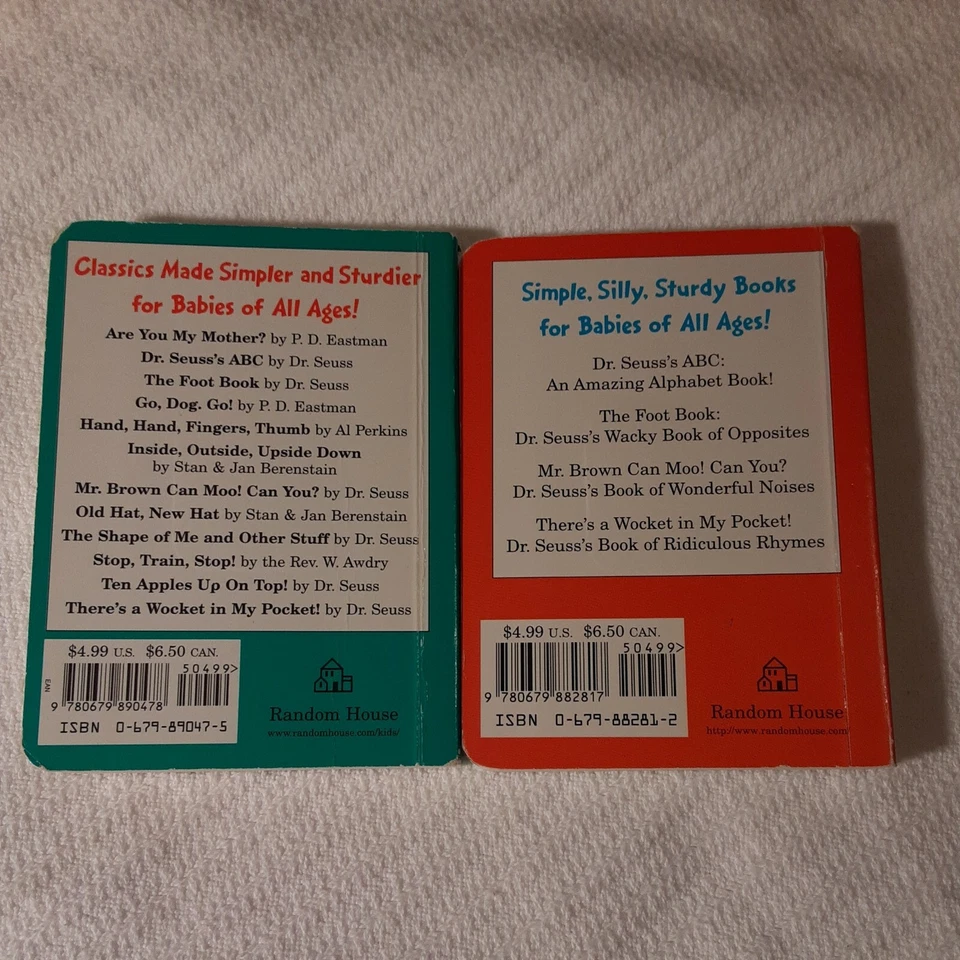 Classics Made Simpler and Sturdier
for Babies of All Ages!
Are You My Mother? by P. D. Eastman
Dr. Seuss's ABC by Dr. Seuss
The Foot Book by Dr. Seuss
Go, Dog. Go! by P. D. Eastman
Hand, Hand, Fingers, Thumb by Al Perkins
Inside, Outside, Upside Down
by Stan & Jan Berenstain
Mr. Brown Can Moo! Can You? by Dr. Seuss
Old Hat, New Hat by Stan & Jan Berenstain
The Shape of Me and Other Stuff by Dr. Seuss
Stop, Train, Stop! by the Rev. W. Awdry
Ten Apples Up On Top! by Dr. Seuss
There's a Wocket in My Pocket! by Dr. Seuss
$4.99 U.S. $6.50 CAN.
50499>
EAN
9 780679 890478
ISBN 0-679-89047-5
Random House
www.randomhouse.com/kids/
Simple, Silly, Sturdy Books
for Babies of All Ages!
Dr. Seuss's ABC:
An Amazing Alphabet Book!
The Foot Book:
Dr. Seuss's Wacky Book of Opposites
Mr. Brown Can Moo! Can You?
Dr. Seuss's Book of Wonderful Noises
There's a Wocket in My Pocket!
Dr. Seuss's Book of Ridiculous Rhymes
$4.99 U.S. $6.50 CAN.
50499>
9 780679 882817
ISBN 0-679-88281-2
Random House
http://www.randomhouse.com/